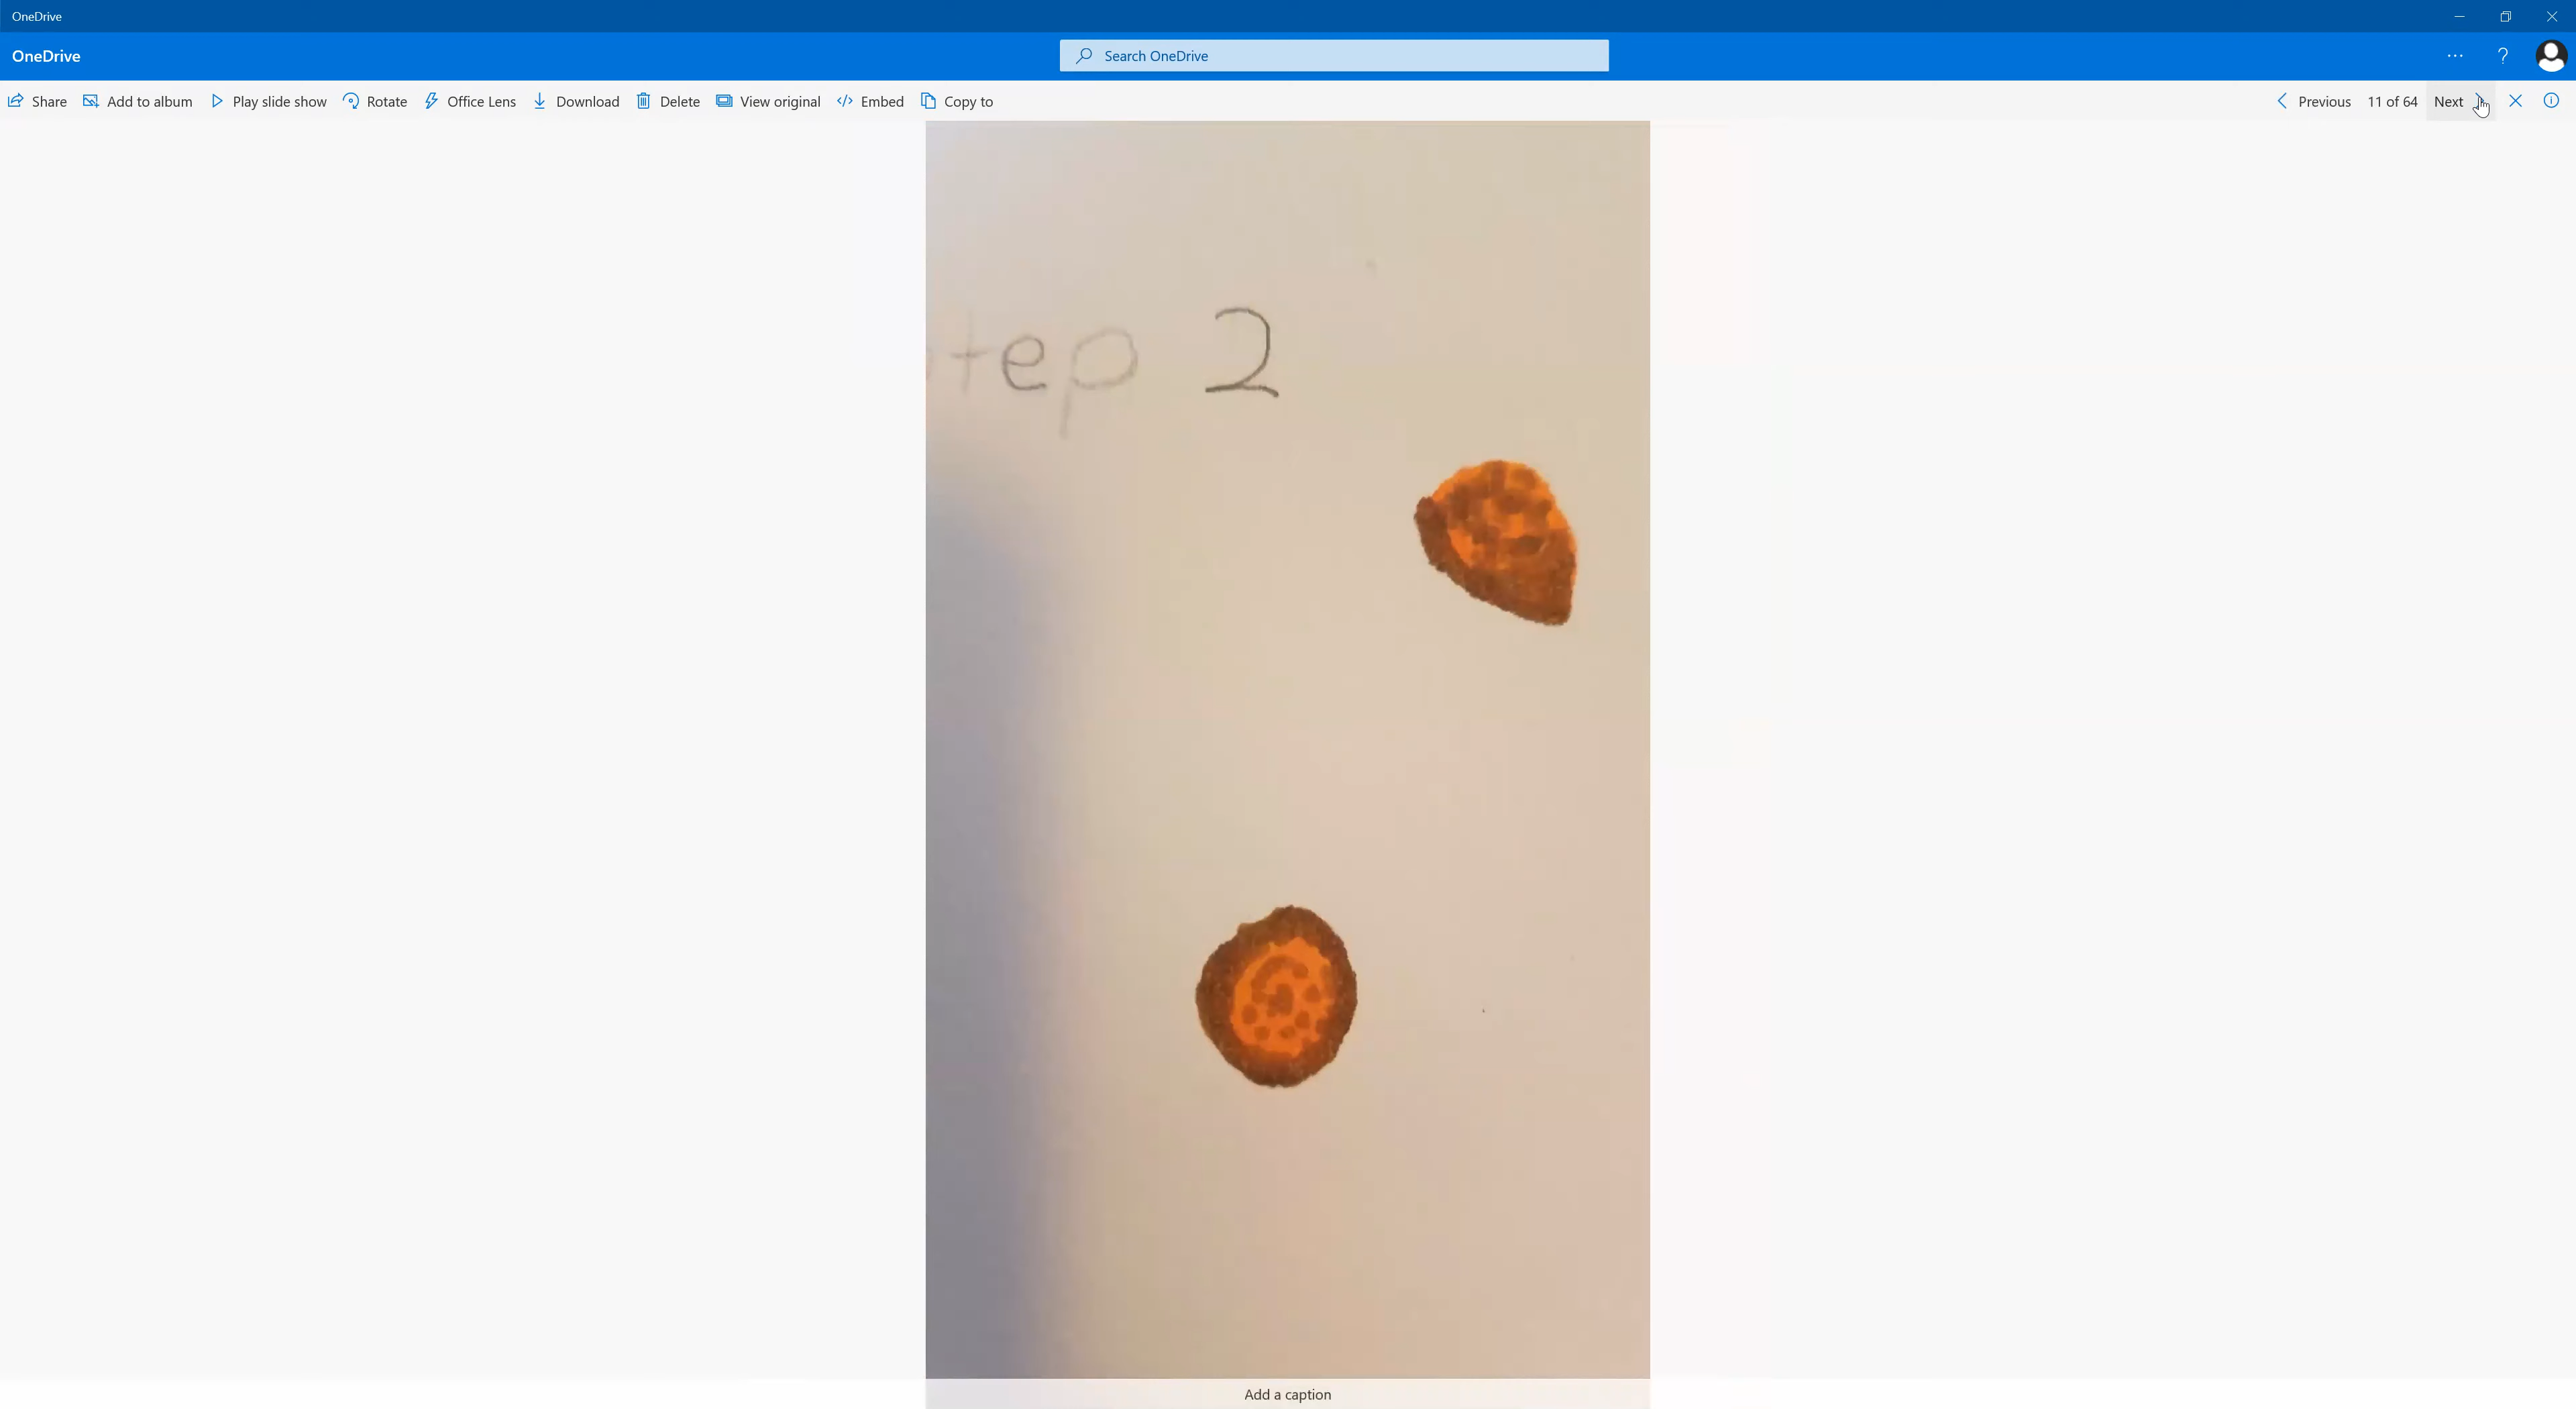 OneDrive
OneDrive
Search OneDrive
?
Share Add to album Play slide show Rotate Office Lens Download Delete View original Embed Copy to
Previous 11 of 64 Next
tep 2
Add a caption